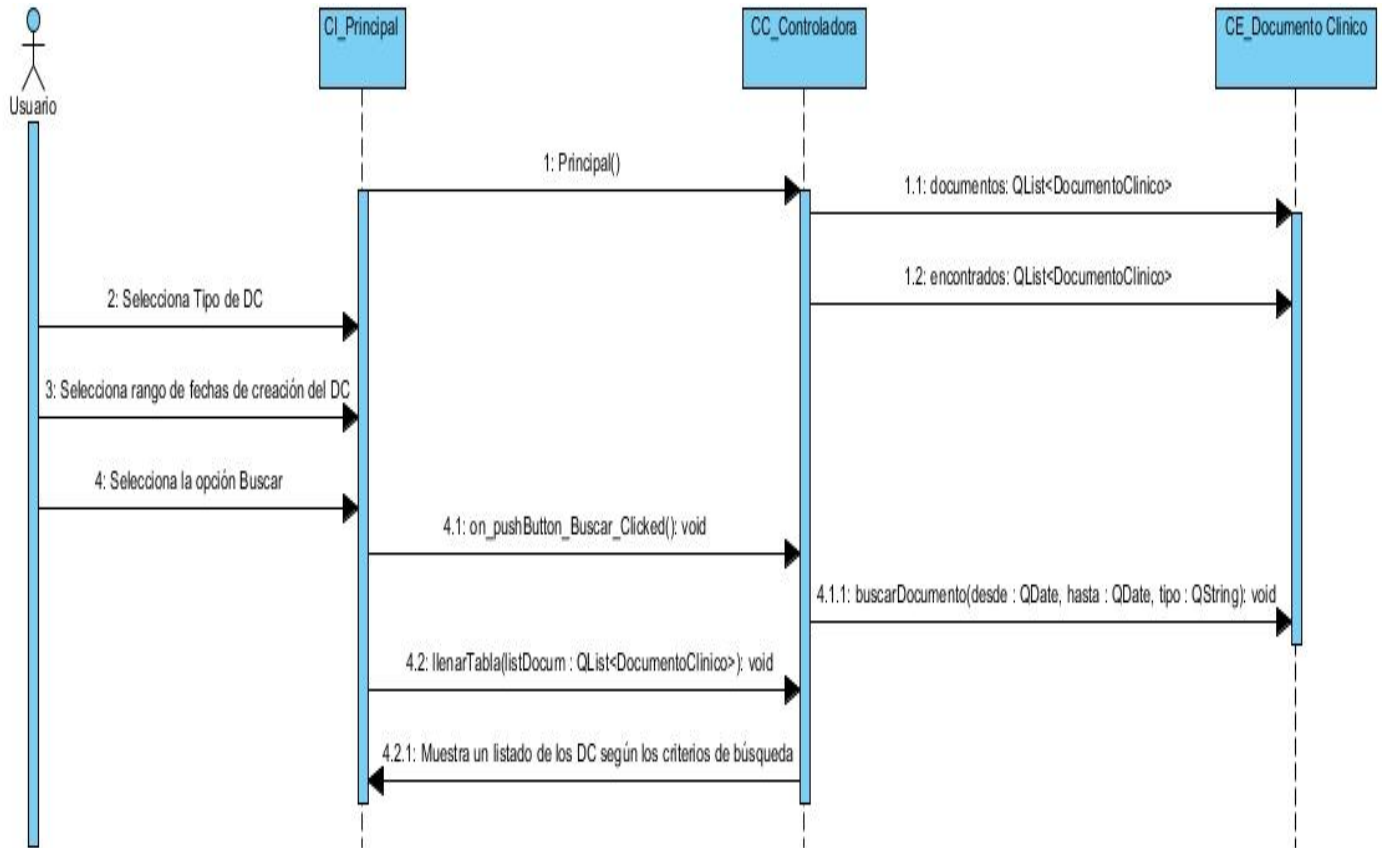 CI_Principal
CC_Controladora
CE_Documento Clinico
Usuario
1: Principal()
1.1: documentos: QList<DocumentoClinico>
1.2: encontrados: QList<DocumentoClinico>
2: Selecciona Tipo de DC
3: Selecciona rango de fechas de creación del DC
4: Selecciona la opción Buscar
4.1: on_pushButton_Buscar_Clicked(): void
4.1.1: buscarDocumento(desde : QDate, hasta : QDate, tipo : QString): void
4.2: llenarTabla(listDocum : QList<DocumentoClinico>): void
4.2.1: Muestra un listado de los DC según los criterios de búsqueda